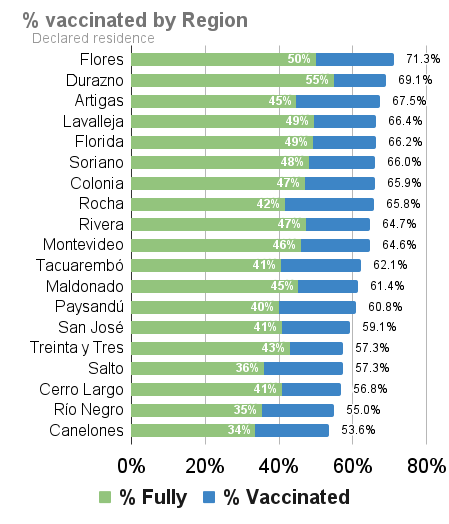 % vaccinated by Region
Declared residence
Flores 50% 71.3%
Durazno 55% 69.1%
Artigas 45% 67.5%
Lavalleja 49% 66.4%
Florida 49% 66.2%
Soriano 48% 66.0%
Colonia 47% 65.9%
Rocha 42% 65.8%
Rivera 47% 64.7%
Montevideo 46% 64.6%
Tacuarembó 41% 62.1%
Maldonado 45% 61.4%
Paysandú 40% 60.8%
San José 41% 59.1%
Treinta y Tres 43% 57.3%
Salto 36% 57.3%
Cerro Largo 41% 56.8%
Río Negro 35% 55.0%
Canelones 34% 53.6%
0% 20% 40% 60% 80%
% Fully % Vaccinated